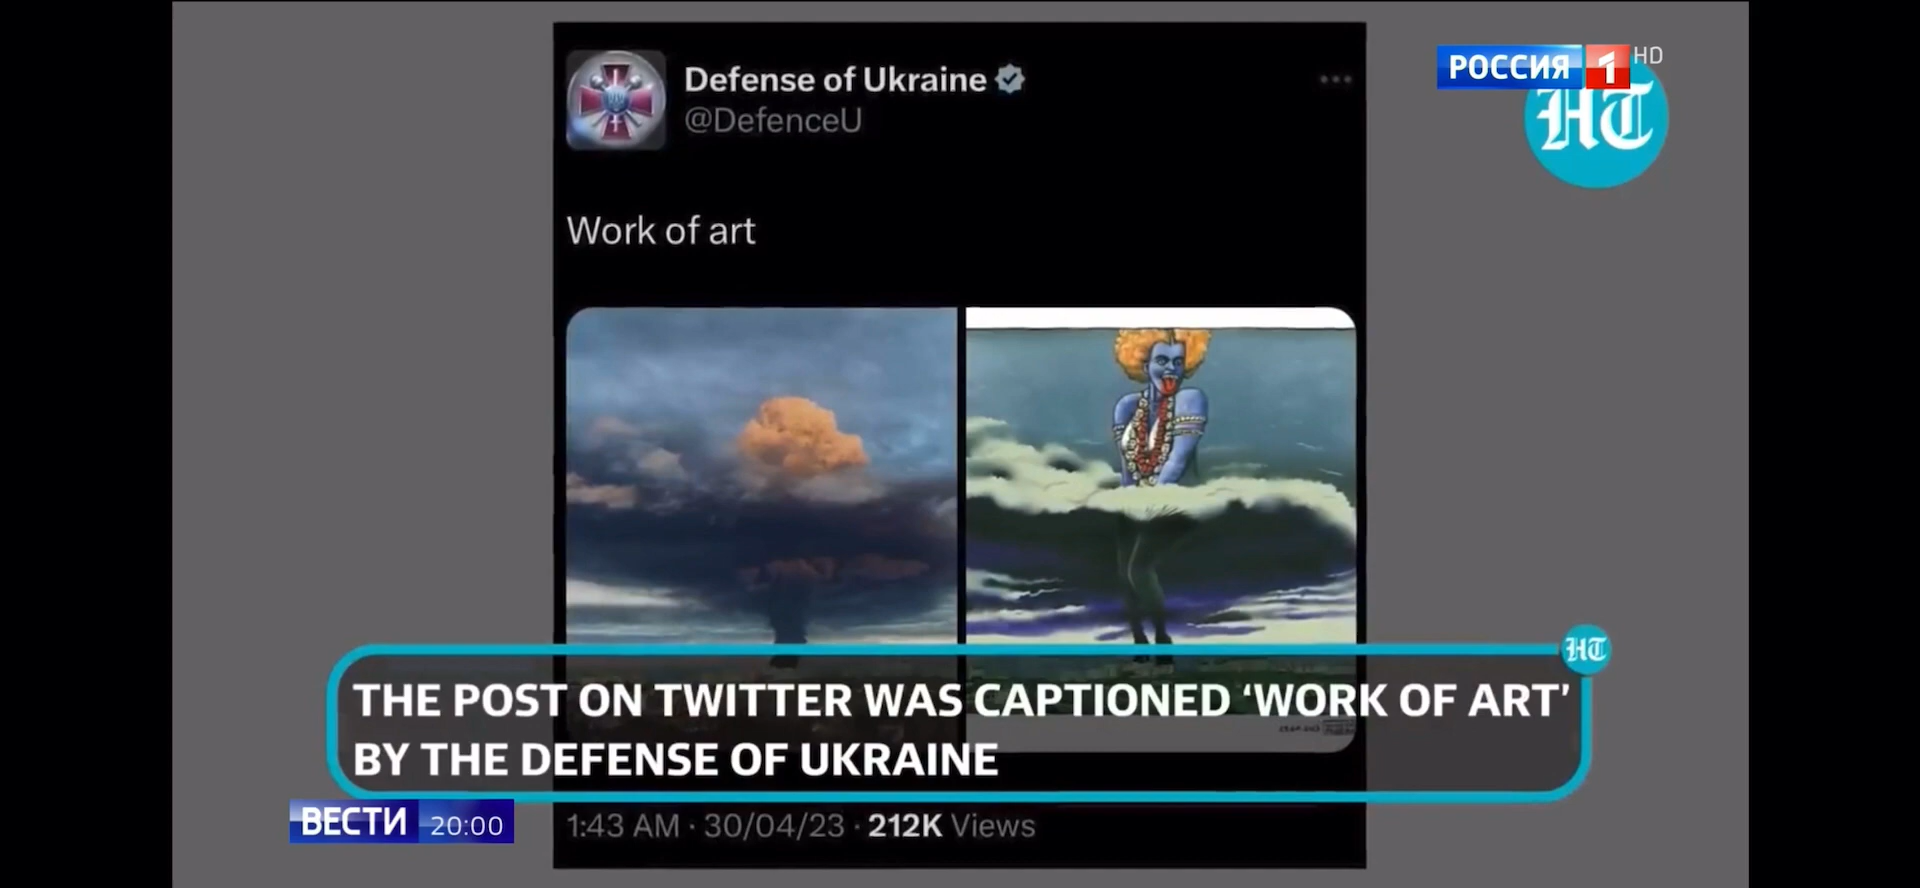 Defense of Ukraine
@DefenceU
РОССИЯ 1 HD
HT
Work of art
HT
THE POST ON TWITTER WAS CAPTIONED ‘WORK OF ART’
BY THE DEFENSE OF UKRAINE
ВЕСТИ 20:00
1:43 AM · 30/04/23 · 212K Views